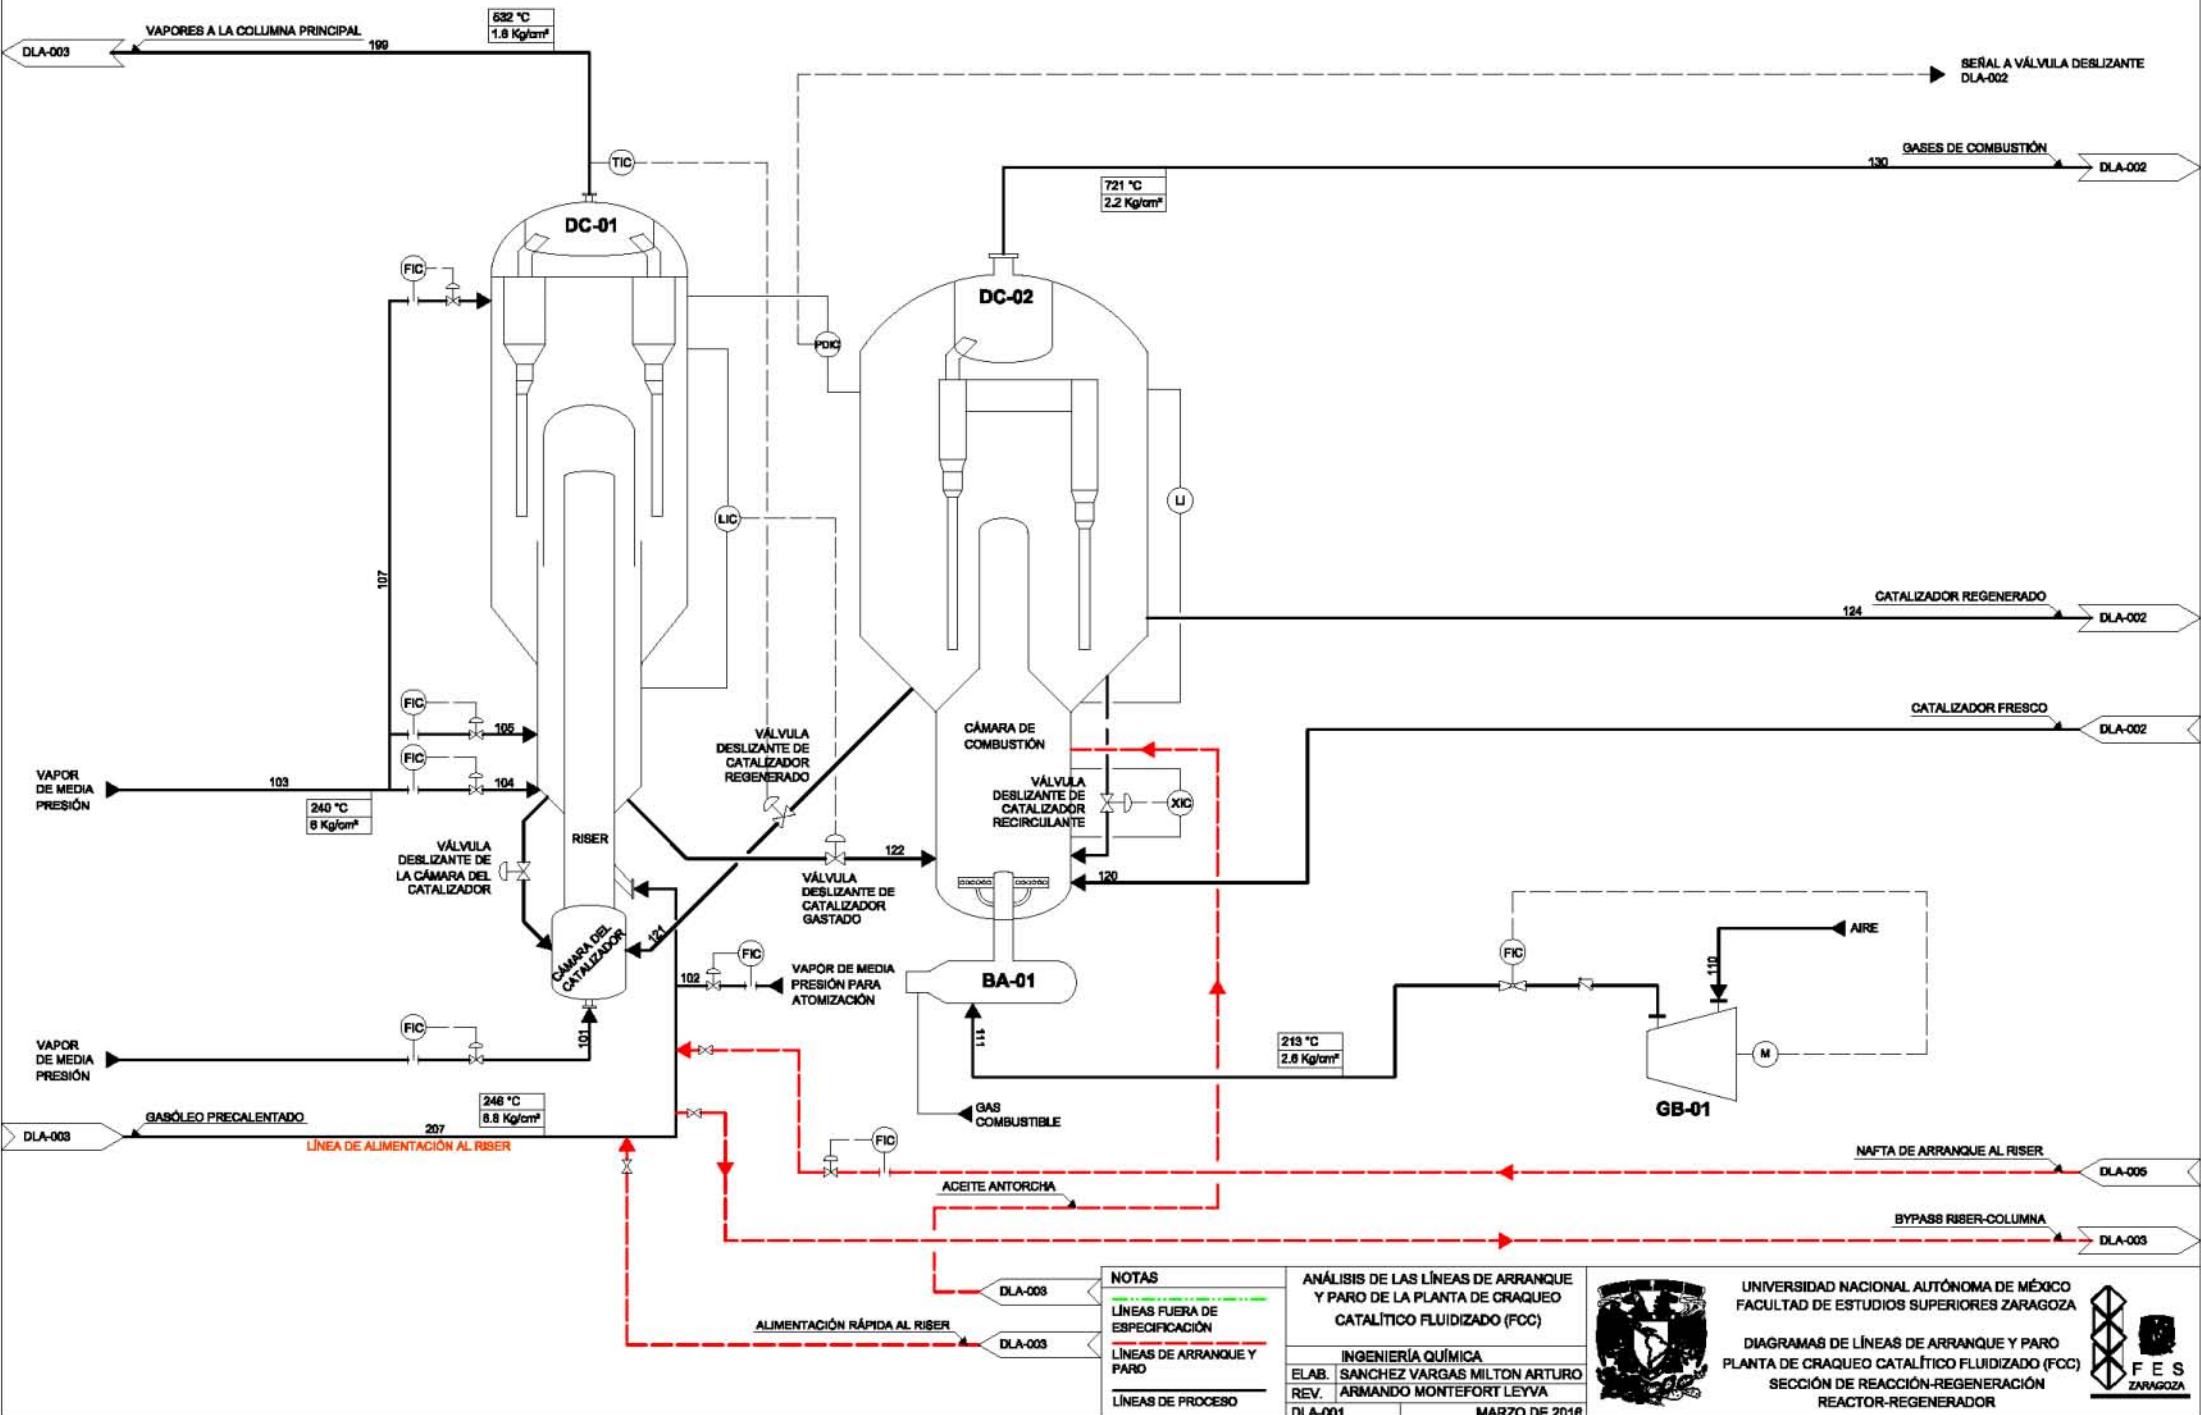 532 °C
1.6 Kg/cm²
VAPORES A LA COLUMNA PRINCIPAL
199
DLA-003
SEÑAL A VÁLVULA DESLIZANTE
DLA-002
TIC
GASES DE COMBUSTIÓN
130
DLA-002
721 °C
2.2 Kg/cm²
DC-01
FIC
DC-02
PDIC
LI
LIC
107
CATALIZADOR REGENERADO
124
DLA-002
FIC
105
CATALIZADOR FRESCO
DLA-002
CÁMARA DE
COMBUSTIÓN
VÁLVULA
DESLIZANTE DE
CATALIZADOR
REGENERADO
FIC
104
VAPOR
DE MEDIA
PRESIÓN
103
240 °C
6 Kg/cm²
VÁLVULA
DESLIZANTE DE
CATALIZADOR
RECIRCULANTE
XIC
RISER
VÁLVULA
DESLIZANTE DE
LA CÁMARA DEL
CATALIZADOR
122
VÁLVULA
DESLIZANTE DE
CATALIZADOR
GASTADO
120
121
CÁMARA DEL
CATALIZADOR
FIC
102
VAPOR DE MEDIA
PRESIÓN PARA
ATOMIZACIÓN
BA-01
FIC
AIRE
110
FIC
101
VAPOR
DE MEDIA
PRESIÓN
111
213 °C
2.6 Kg/cm²
M
GB-01
246 °C
6.8 Kg/cm²
GAS
COMBUSTIBLE
GASÓLEO PRECALENTADO
207
DLA-003
LÍNEA DE ALIMENTACIÓN AL RISER
FIC
NAFTA DE ARRANQUE AL RISER
DLA-005
ACEITE ANTORCHA
BYPASS RISER-COLUMNA
DLA-003
DLA-003
ALIMENTACIÓN RÁPIDA AL RISER
DLA-003
NOTAS
LÍNEAS FUERA DE
ESPECIFICACIÓN
LÍNEAS DE ARRANQUE Y
PARO
LÍNEAS DE PROCESO
ANÁLISIS DE LAS LÍNEAS DE ARRANQUE
Y PARO DE LA PLANTA DE CRAQUEO
CATALÍTICO FLUIDIZADO (FCC)
INGENIERÍA QUÍMICA
ELAB. SANCHEZ VARGAS MILTON ARTURO
REV. ARMANDO MONTEFORT LEYVA
DLA-001 MARZO DE 2016
UNIVERSIDAD NACIONAL AUTÓNOMA DE MÉXICO
FACULTAD DE ESTUDIOS SUPERIORES ZARAGOZA
DIAGRAMAS DE LÍNEAS DE ARRANQUE Y PARO
PLANTA DE CRAQUEO CATALÍTICO FLUIDIZADO (FCC)
SECCIÓN DE REACCIÓN-REGENERACIÓN
REACTOR-REGENERADOR
FES
ZARAGOZA